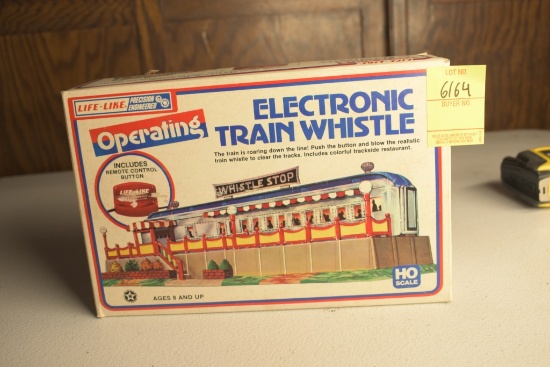 LIFE-LIKE PRECISION ENGINEERED
Operating
ELECTRONIC
TRAIN WHISTLE
The train is roaring down the line! Push the button and blow the realistic
train whistle to clear the tracks. Includes colorful trackside restaurant.
INCLUDES
REMOTE CONTROL
BUTTON
LIFE-LIKE
WHISTLE STOP
HO
SCALE
AGES 8 AND UP
LOT NO.
6164
BUYER NO.